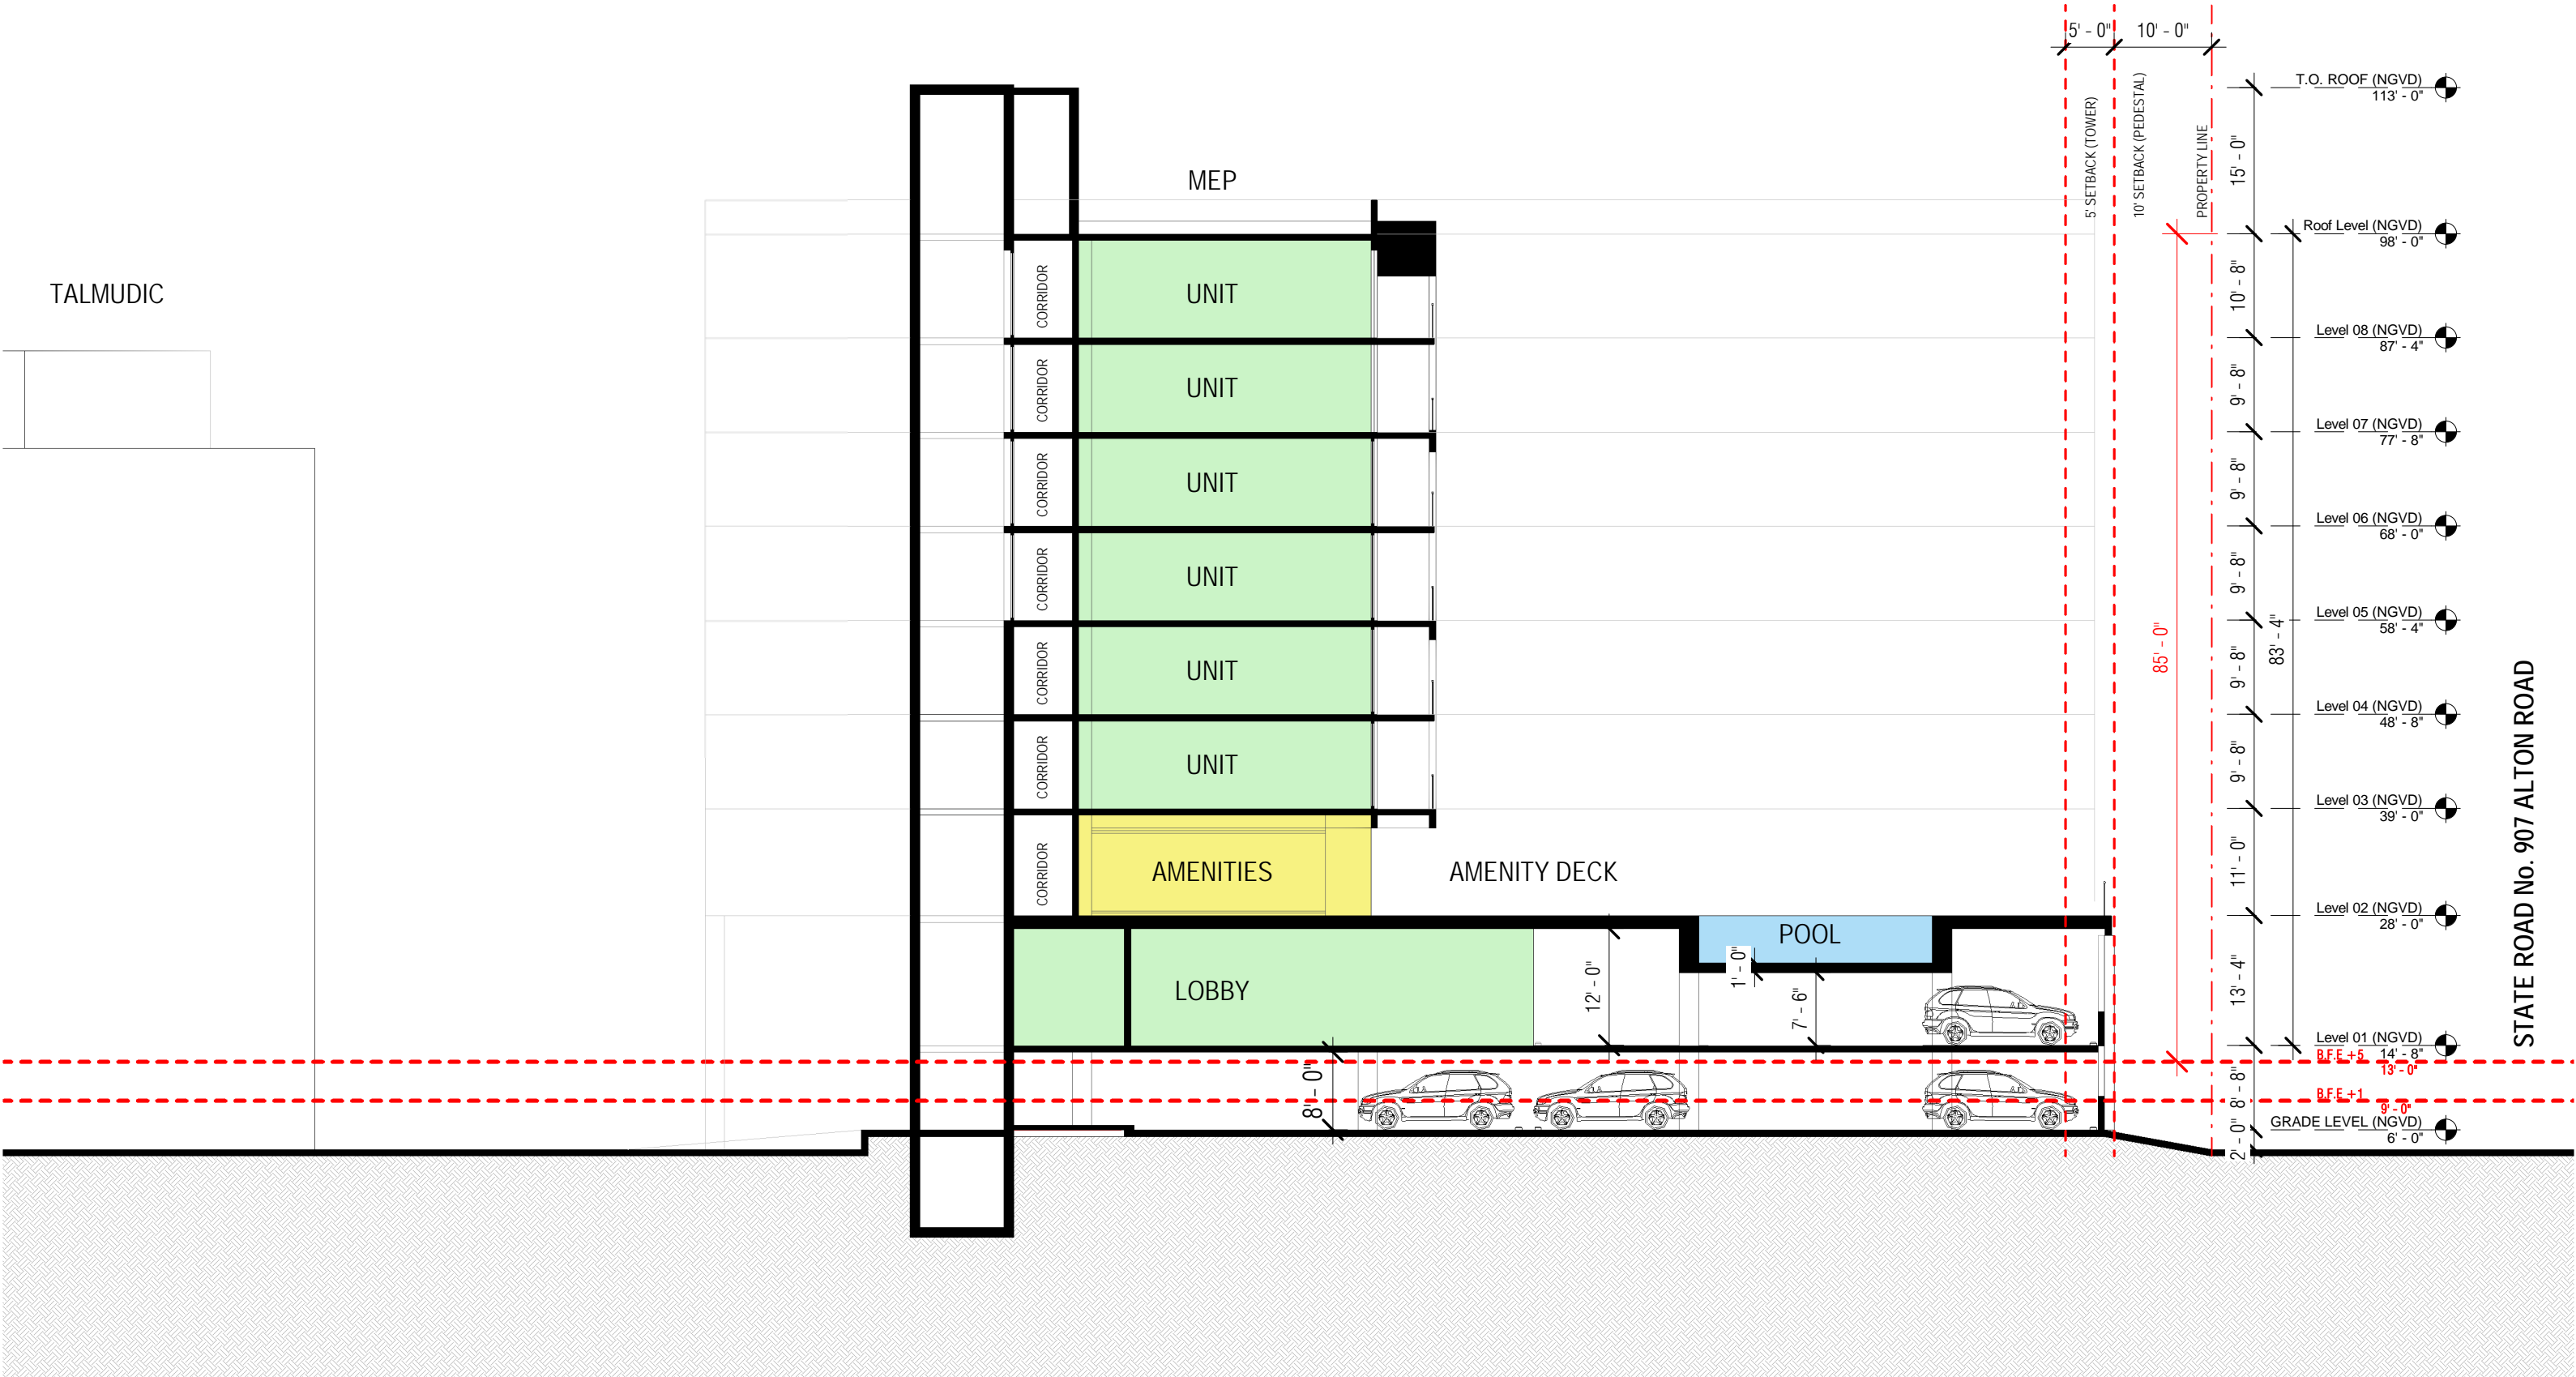 5' - 0"
10' - 0"
T.O. ROOF (NGVD)
113' - 0"
5' SETBACK (TOWER)
10' SETBACK (PEDESTAL)
PROPERTY LINE
15' - 0"
MEP
Roof Level (NGVD)
98' - 0"
TALMUDIC
CORRIDOR
UNIT
10' - 8"
Level 08 (NGVD)
87' - 4"
CORRIDOR
UNIT
9' - 8"
Level 07 (NGVD)
77' - 8"
CORRIDOR
UNIT
9' - 8"
Level 06 (NGVD)
68' - 0"
CORRIDOR
UNIT
9' - 8"
Level 05 (NGVD)
58' - 4"
85' - 0"
83' - 4"
CORRIDOR
UNIT
9' - 8"
Level 04 (NGVD)
48' - 8"
CORRIDOR
UNIT
9' - 8"
Level 03 (NGVD)
39' - 0"
STATE ROAD No. 907 ALTON ROAD
CORRIDOR
AMENITIES
AMENITY DECK
11' - 0"
Level 02 (NGVD)
28' - 0"
POOL
LOBBY
12' - 0"
1' - 0"
7' - 6"
13' - 4"
Level 01 (NGVD)
14' - 8"
B.F.E +5
13' - 0"
8' - 0"
8' - 8"
B.F.E +1
9' - 0"
GRADE LEVEL (NGVD)
6' - 0"
2' - 0"